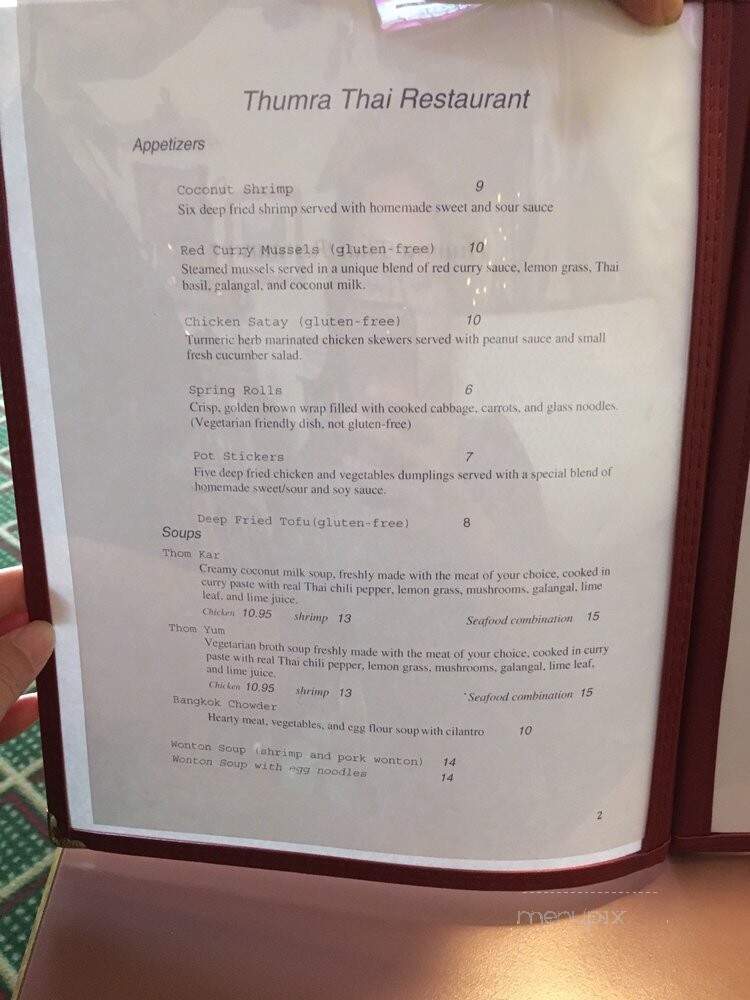 Thumra Thai Restaurant
Appetizers
Coconut Shrimp 9
Six deep fried shrimp served with homemade sweet and sour sauce
Red Curry Mussels (gluten-free) 10
Steamed mussels served in a unique blend of red curry sauce, lemon grass, Thai
basil, galangal, and coconut milk.
Chicken Satay (gluten-free) 10
Turmeric herb marinated chicken skewers served with peanut sauce and small
fresh cucumber salad.
Spring Rolls 6
Crisp, golden brown wrap filled with cooked cabbage, carrots, and glass noodles.
(Vegetarian friendly dish, not gluten-free)
Pot Stickers 7
Five deep fried chicken and vegetables dumplings served with a special blend of
homemade sweet/sour and soy sauce.
Deep Fried Tofu(gluten-free) 8
Soups
Thom Kar
Creamy coconut milk soup, freshly made with the meat of your choice, cooked in
curry paste with real Thai chili pepper, lemon grass, mushrooms, galangal, lime
leaf, and lime juice.
Chicken 10.95 shrimp 13 Seafood combination 15
Thom Yum
Vegetarian broth soup freshly made with the meat of your choice, cooked in curry
paste with real Thai chili pepper, lemon grass, mushrooms, galangal, lime leaf,
and lime juice.
Chicken 10.95 shrimp 13 Seafood combination 15
Bangkok Chowder
Hearty meat, vegetables, and egg flour soup with cilantro 10
Wonton Soup (shrimp and pork wonton) 14
Wonton Soup with egg noodles 14
2
menupix